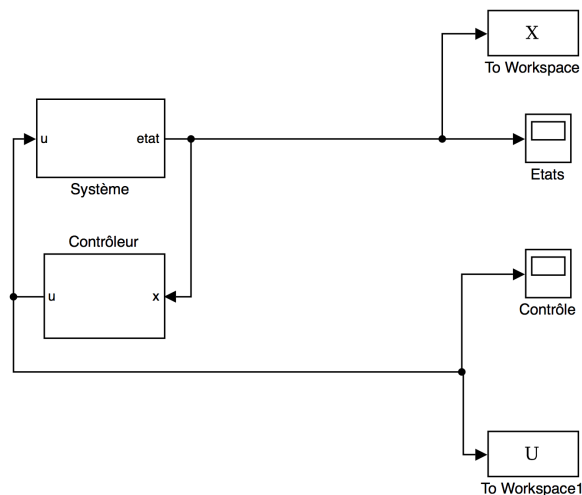 X
To Workspace
u
etat
Système
Etats
Contrôleur
u
x
Contrôle
U
To Workspace1